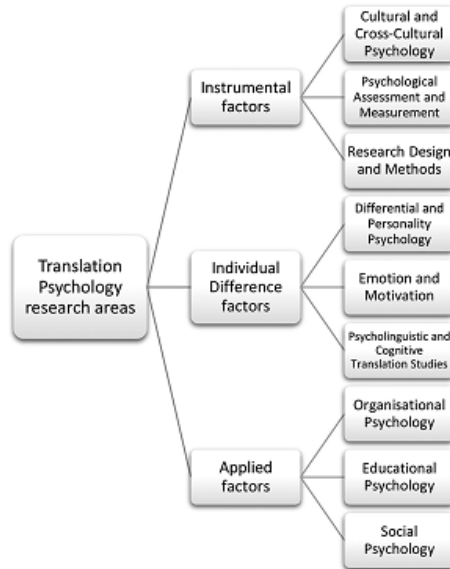 Translation
Psychology
research areas
Instrumental
factors
Cultural and
Cross-Cultural
Psychology
Psychological
Assessment and
Measurement
Research Design
and Methods
Individual
Difference
factors
Differential and
Personality
Psychology
Emotion and
Motivation
Psycholinguistic and
Cognitive
Translation Studies
Applied
factors
Organisational
Psychology
Educational
Psychology
Social
Psychology